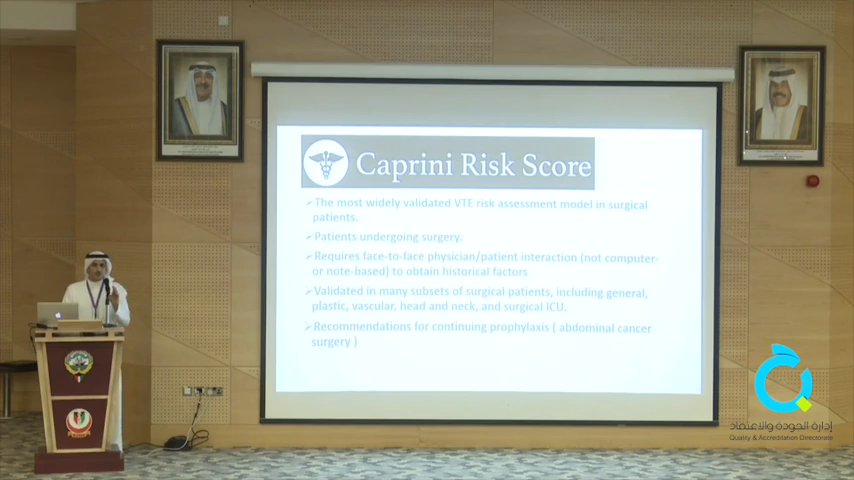 Caprini Risk Score
➢The most widely validated VTE risk assessment model in surgical
patients.
➢Patients undergoing surgery.
➢Requires face-to-face physician/patient interaction (not computer-
or note-based) to obtain historical factors
➢Validated in many subsets of surgical patients, including general,
plastic, vascular, head and neck, and surgical ICU.
➢Recommendations for continuing prophylaxis ( abdominal cancer
surgery )
إدارة الجودة والاعتماد
Quality & Accreditation Directorate